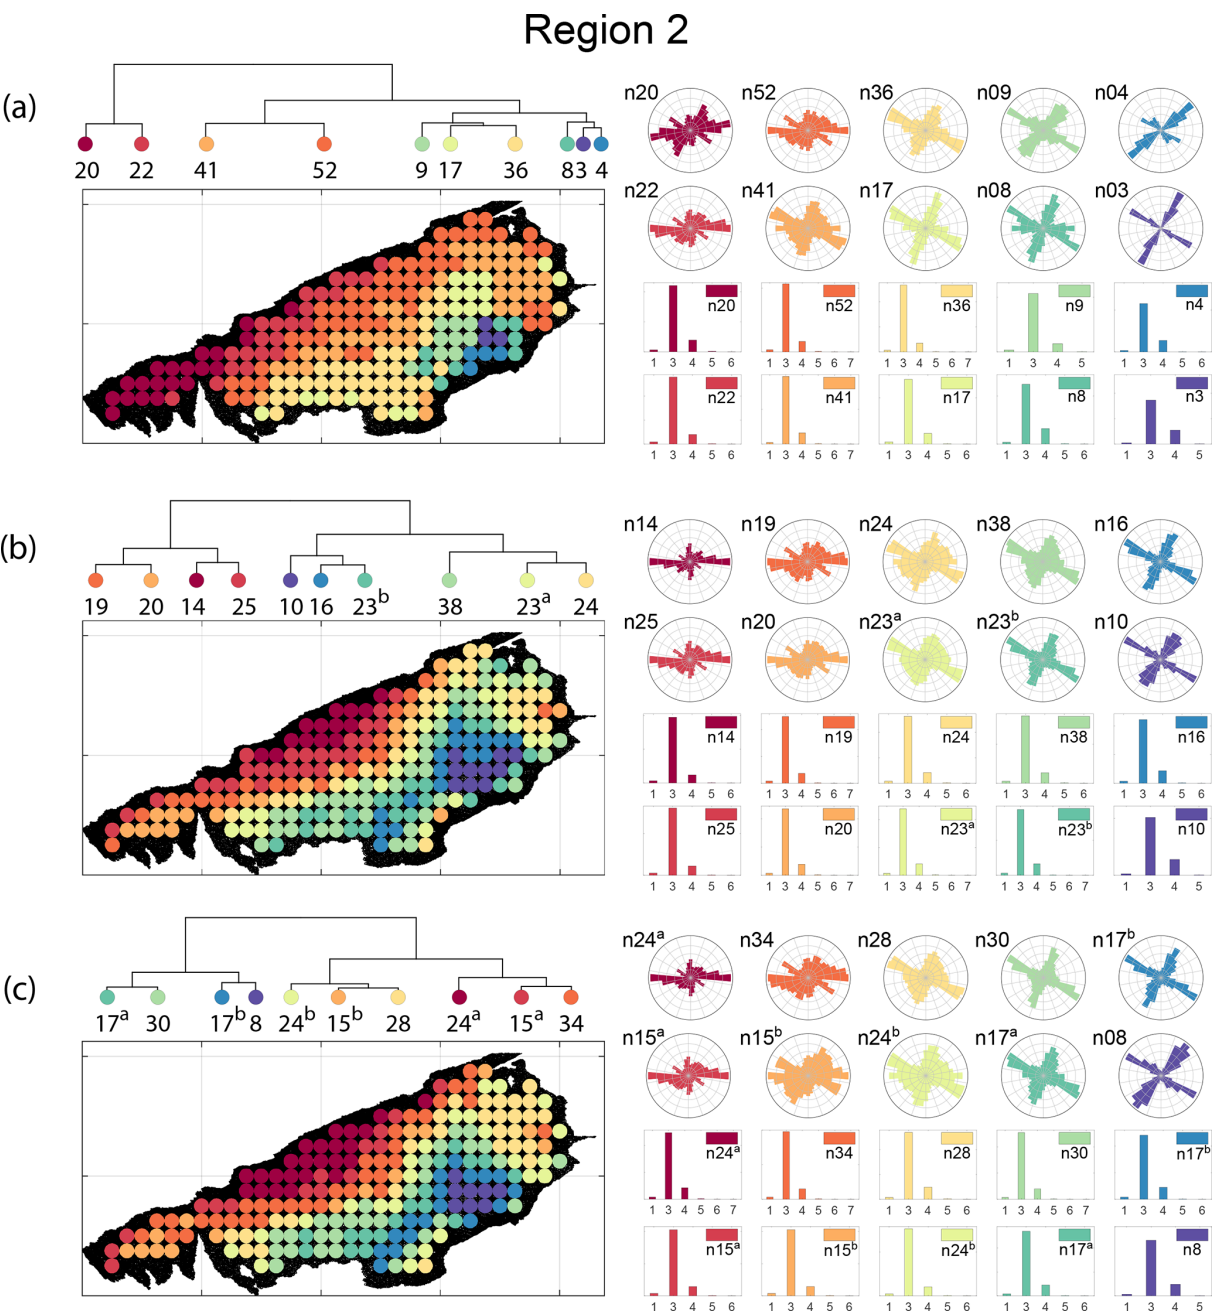 Region 2
(a)
20 22 41 52 9 17 36 83 4
n20 n52 n36 n09 n04
n22 n41 n17 n08 n03
n20 n52 n36 n9 n4
1 3 4 5 6 1 3 4 5 6 7 1 3 4 5 6 7 1 3 4 5 1 3 4 5 6
n22 n41 n17 n8 n3
1 3 4 5 6 1 3 4 5 6 7 1 3 4 5 6 1 3 4 5 6 1 3 4 5
(b)
19 20 14 25 10 16 23b 38 23a 24
n14 n19 n24 n38 n16
n25 n20 n23a n23b n10
n14 n19 n24 n38 n16
1 3 4 5 6 1 3 4 5 6 7 1 3 4 5 6 1 3 4 5 6 7 1 3 4 5 6
n25 n20 n23a n23b n10
1 3 4 5 6 1 3 4 5 6 7 1 3 4 5 6 7 1 3 4 5 6 7 1 3 4 5
(c)
17a 30 17b 8 24b 15b 28 24a 15a 34
n24a n34 n28 n30 n17b
n15a n15b n24b n17a n08
n24a n34 n28 n30 n17b
1 3 4 5 6 7 1 3 4 5 6 7 1 3 4 5 6 1 3 4 5 6 7 1 3 4 5 6
n15a n15b n24b n17a n8
1 3 4 5 6 1 3 4 5 6 1 3 4 5 6 1 3 4 5 6 1 3 4 5